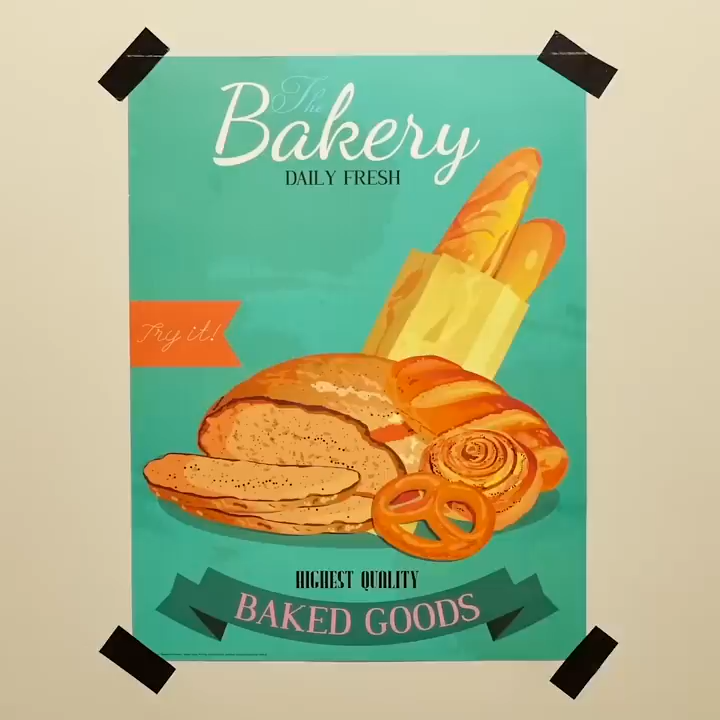 The
Bakery
DAILY FRESH
Try it!
HIGHEST QUALITY
BAKED GOODS